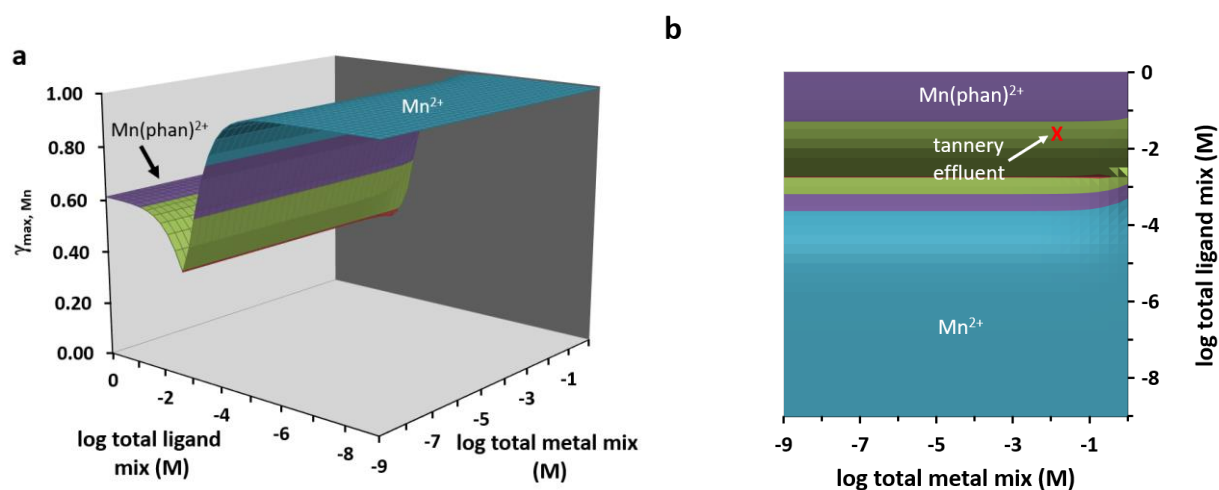 a
1.00
0.80
0.60
0.40
0.20
0.00
γmax, Mn
Mn(phan)²⁺
Mn²⁺
0
-2
-4
-6
-8
-9
-7
-5
-3
-1
log total ligand
mix (M)
log total metal mix
(M)
b
Mn(phan)²⁺
tannery
effluent
X
Mn²⁺
0
-2
-4
-6
-8
log total ligand mix (M)
-9
-7
-5
-3
-1
log total metal mix (M)